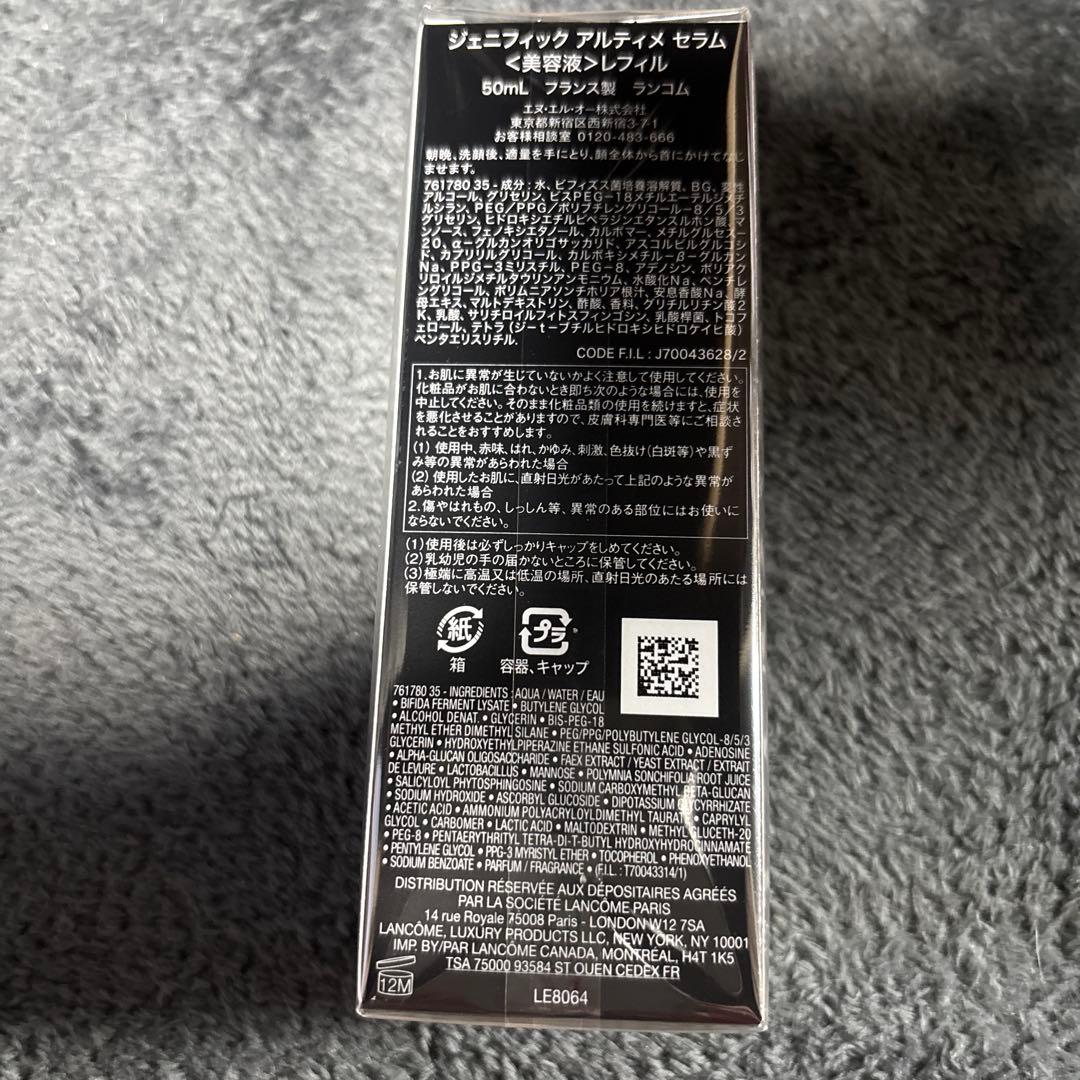 ジェニフィック アルティメ セラム
<美容液>レフィル
50mL フランス製 ランコム
エヌ・エル・オー株式会社
東京都新宿区西新宿3-7-1
お客様相談室 0120-483-666
朝晩、洗顔後、適量を手にとり、顔全体から首にかけてなじ
ませます。
761780 35 - 成分 : 水、ビフィズス菌培養溶解質、BG、変性
アルコール、グリセリン、ビスPEG-18メチルエーテルジメチ
ルシラン、PEG/PPG/ポリブチレングリコール-8/5/3
グリセリン、ヒドロキシエチルピペラジンエタンスルホン酸、マ
ンノース、フェノキシエタノール、カルボマー、メチルグルセス-
20、α-グルカンオリゴサッカリド、アスコルビルグルコシ
ド、カプリリルグリコール、カルボキシメチル-β-グルカン
Na、PPG-3ミリスチル、PEG-8、アデノシン、ポリアク
リロイルジメチルタウリンアンモニウム、水酸化Na、ペンチレ
ングリコール、ポリムニアソンチホリア根汁、安息香酸Na、酵
母エキス、マルトデキストリン、酢酸、香料、グリチルリチン酸2
K、乳酸、サリチロイルフィトスフィンゴシン、乳酸桿菌、トコフ
ェロール、テトラ(ジ-t-ブチルヒドロキシヒドロケイヒ酸)
ペンタエリスリチル.
CODE F.I.L : J70043628/2
1.お肌に異常が生じていないかよく注意して使用してください。
化粧品がお肌に合わないとき即ち次のような場合には、使用を
中止してください。そのまま化粧品類の使用を続けますと、症状
を悪化させることがありますので、皮膚科専門医等にご相談さ
れることをおすすめします。
(1) 使用中、赤味、はれ、かゆみ、刺激、色抜け(白斑等)や黒ず
み等の異常があらわれた場合
(2) 使用したお肌に、直射日光があたって上記のような異常が
あらわれた場合
2.傷やはれもの、しっしん等、異常のある部位にはお使いに
ならないでください。
(1)使用後は必ずしっかりキャップをしめてください。
(2)乳幼児の手の届かないところに保管してください。
(3)極端に高温又は低温の場所、直射日光のあたる場所には
保管しないでください。
紙 プラ
箱 容器、キャップ
761780 35 - INGREDIENTS : AQUA / WATER / EAU
• BIFIDA FERMENT LYSATE • BUTYLENE GLYCOL
• ALCOHOL DENAT. • GLYCERIN • BIS-PEG-18
METHYL ETHER DIMETHYL SILANE • PEG/PPG/POLYBUTYLENE GLYCOL-8/5/3
GLYCERIN • HYDROXYETHYLPIPERAZINE ETHANE SULFONIC ACID • ADENOSINE
• ALPHA-GLUCAN OLIGOSACCHARIDE • FAEX EXTRACT / YEAST EXTRACT / EXTRAIT
DE LEVURE • LACTOBACILLUS • MANNOSE • POLYMNIA SONCHIFOLIA ROOT JUICE
• SALICYLOYL PHYTOSPHINGOSINE • SODIUM CARBOXYMETHYL BETA-GLUCAN
• SODIUM HYDROXIDE • ASCORBYL GLUCOSIDE • DIPOTASSIUM GLYCYRRHIZATE
• ACETIC ACID • AMMONIUM POLYACRYLOYLDIMETHYL TAURATE • CAPRYLYL
GLYCOL • CARBOMER • LACTIC ACID • MALTODEXTRIN • METHYL GLUCETH-20
• PEG-8 • PENTAERYTHRITYL TETRA-DI-T-BUTYL HYDROXYHYDROCINNAMATE
• PENTYLENE GLYCOL • PPG-3 MYRISTYL ETHER • TOCOPHEROL • PHENOXYETHANOL
• SODIUM BENZOATE • PARFUM / FRAGRANCE • (F.I.L. : T70043314/1)
DISTRIBUTION RÉSERVÉE AUX DÉPOSITAIRES AGRÉÉS
PAR LA SOCIÉTÉ LANCÔME PARIS
14 rue Royale 75008 Paris - LONDON W12 7SA
LANCÔME, LUXURY PRODUCTS LLC, NEW YORK, NY 10001
IMP. BY/PAR LANCÔME CANADA, MONTRÉAL, H4T 1K5
TSA 75000 93584 ST OUEN CEDEX FR
12M
LE8064